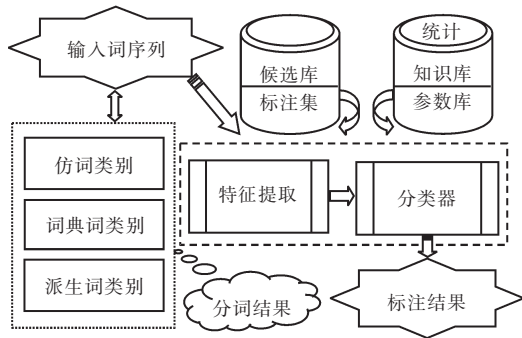 输入词序列
候选库
标注集
统计
知识库
参数库
仿词类别
词典词类别
派生词类别
特征提取
分类器
分词结果
标注结果